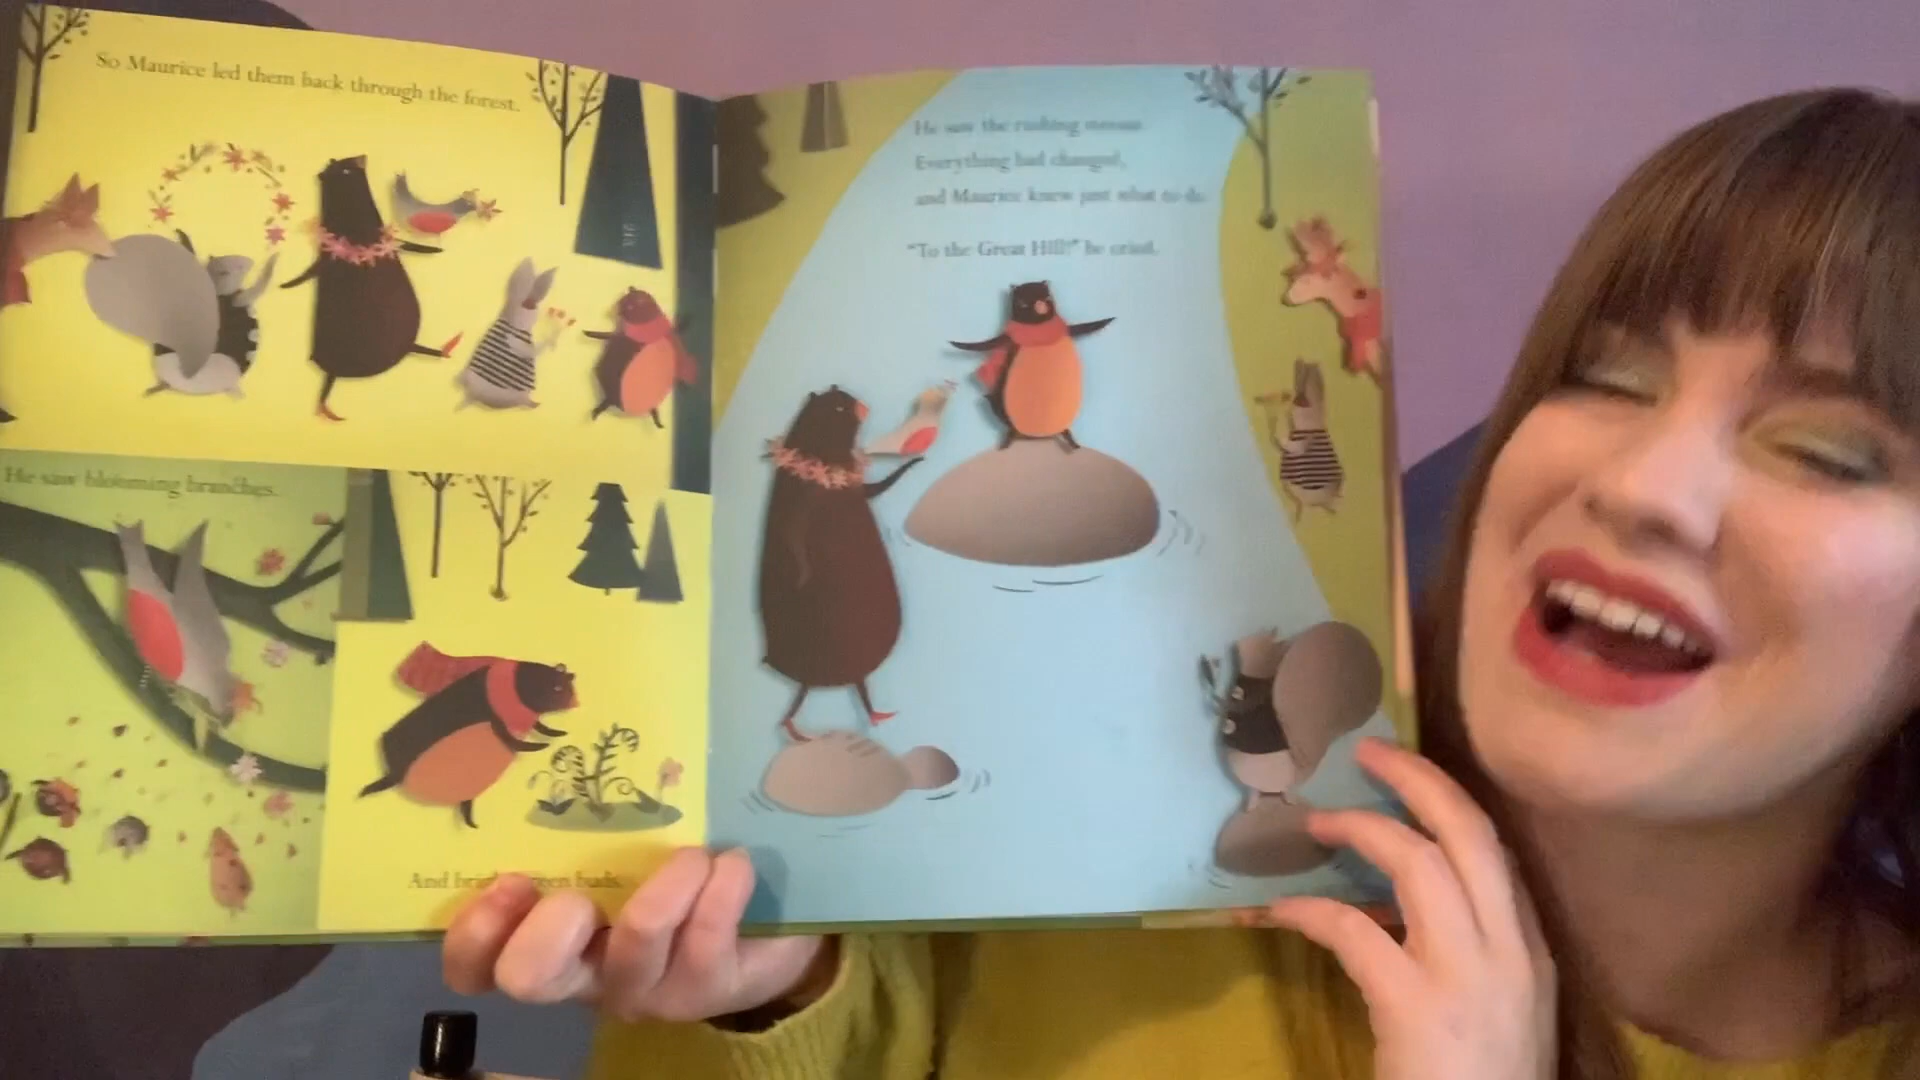 So Maurice led them back through the forest.
He saw blooming branches.
And bright green buds.
He saw the rushing stream.
Everything had changed,
and Maurice knew just what to do.
"To the Great Hill!" he cried.